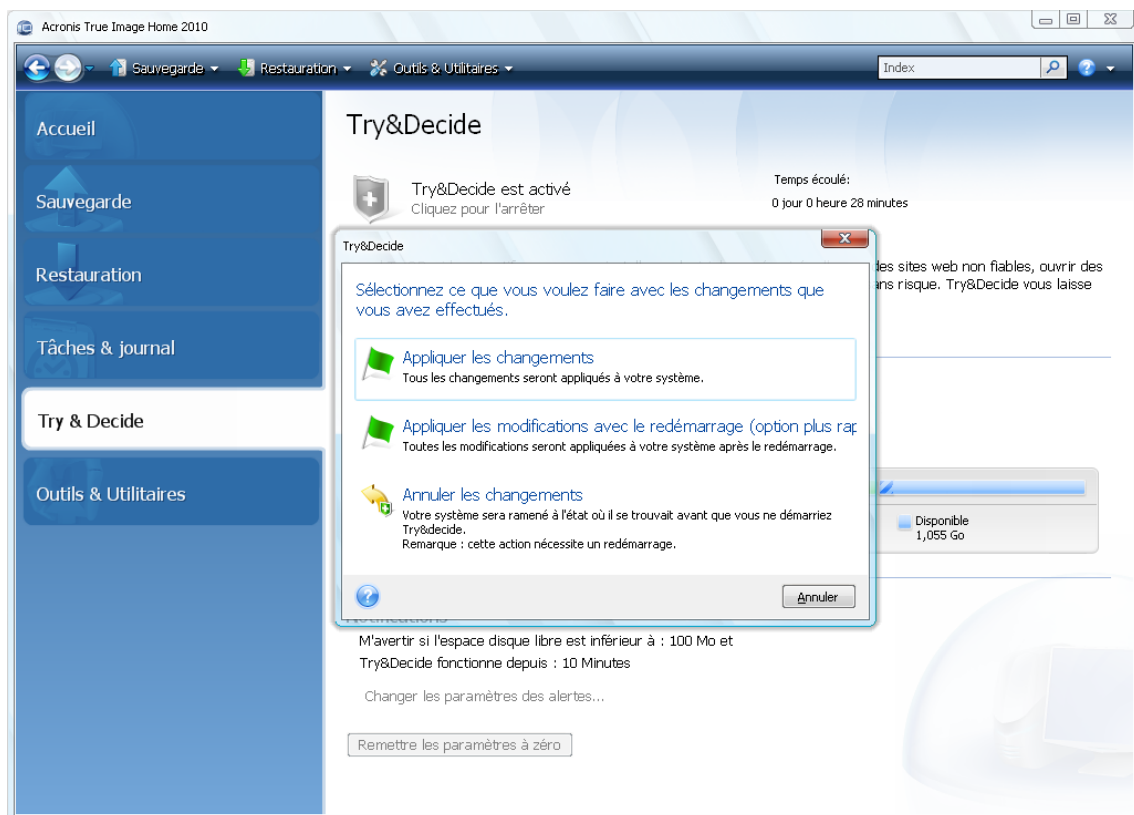 Acronis True Image Home 2010
Sauvegarde
Restauration
Outils & Utilitaires
Index
Accueil
Sauvegarde
Restauration
Tâches & journal
Try & Decide
Outils & Utilitaires
Try&Decide
Try&Decide est activé
Cliquez pour l'arrêter
Temps écoulé:
0 jour 0 heure 28 minutes
des sites web non fiables, ouvrir des
ans risque. Try&Decide vous laisse
Try&Decide
Sélectionnez ce que vous voulez faire avec les changements que
vous avez effectués.
Appliquer les changements
Tous les changements seront appliqués à votre système.
Appliquer les modifications avec le redémarrage (option plus rap
Toutes les modifications seront appliquées à votre système après le redémarrage.
Annuler les changements
Votre système sera ramené à l'état où il se trouvait avant que vous ne démarriez
Try&decide.
Remarque : cette action nécessite un redémarrage.
Annuler
Disponible
1,055 Go
Notifications
M'avertir si l'espace disque libre est inférieur à : 100 Mo et
Try&Decide fonctionne depuis : 10 Minutes
Changer les paramètres des alertes...
Remettre les paramètres à zéro